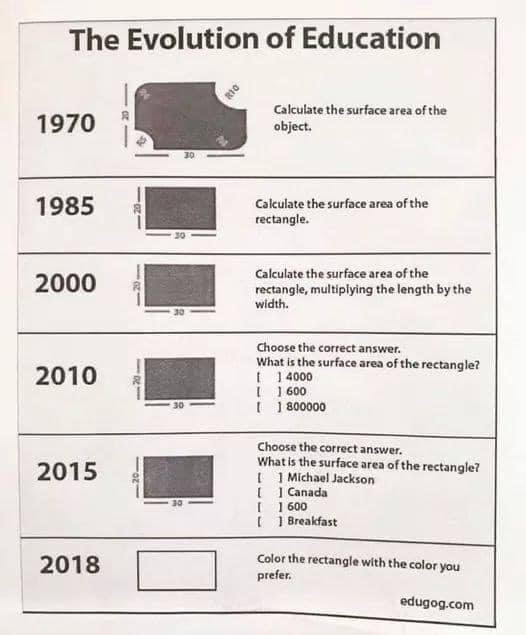 The Evolution of Education
1970
20
R6
R10
R5
R6
30
Calculate the surface area of the
object.
1985
20
30
Calculate the surface area of the
rectangle.
2000
20
30
Calculate the surface area of the
rectangle, multiplying the length by the
width.
2010
20
30
Choose the correct answer.
What is the surface area of the rectangle?
[ ] 4000
[ ] 600
[ ] 800000
2015
20
30
Choose the correct answer.
What is the surface area of the rectangle?
[ ] Michael Jackson
[ ] Canada
[ ] 600
[ ] Breakfast
2018
Color the rectangle with the color you
prefer.
edugog.com